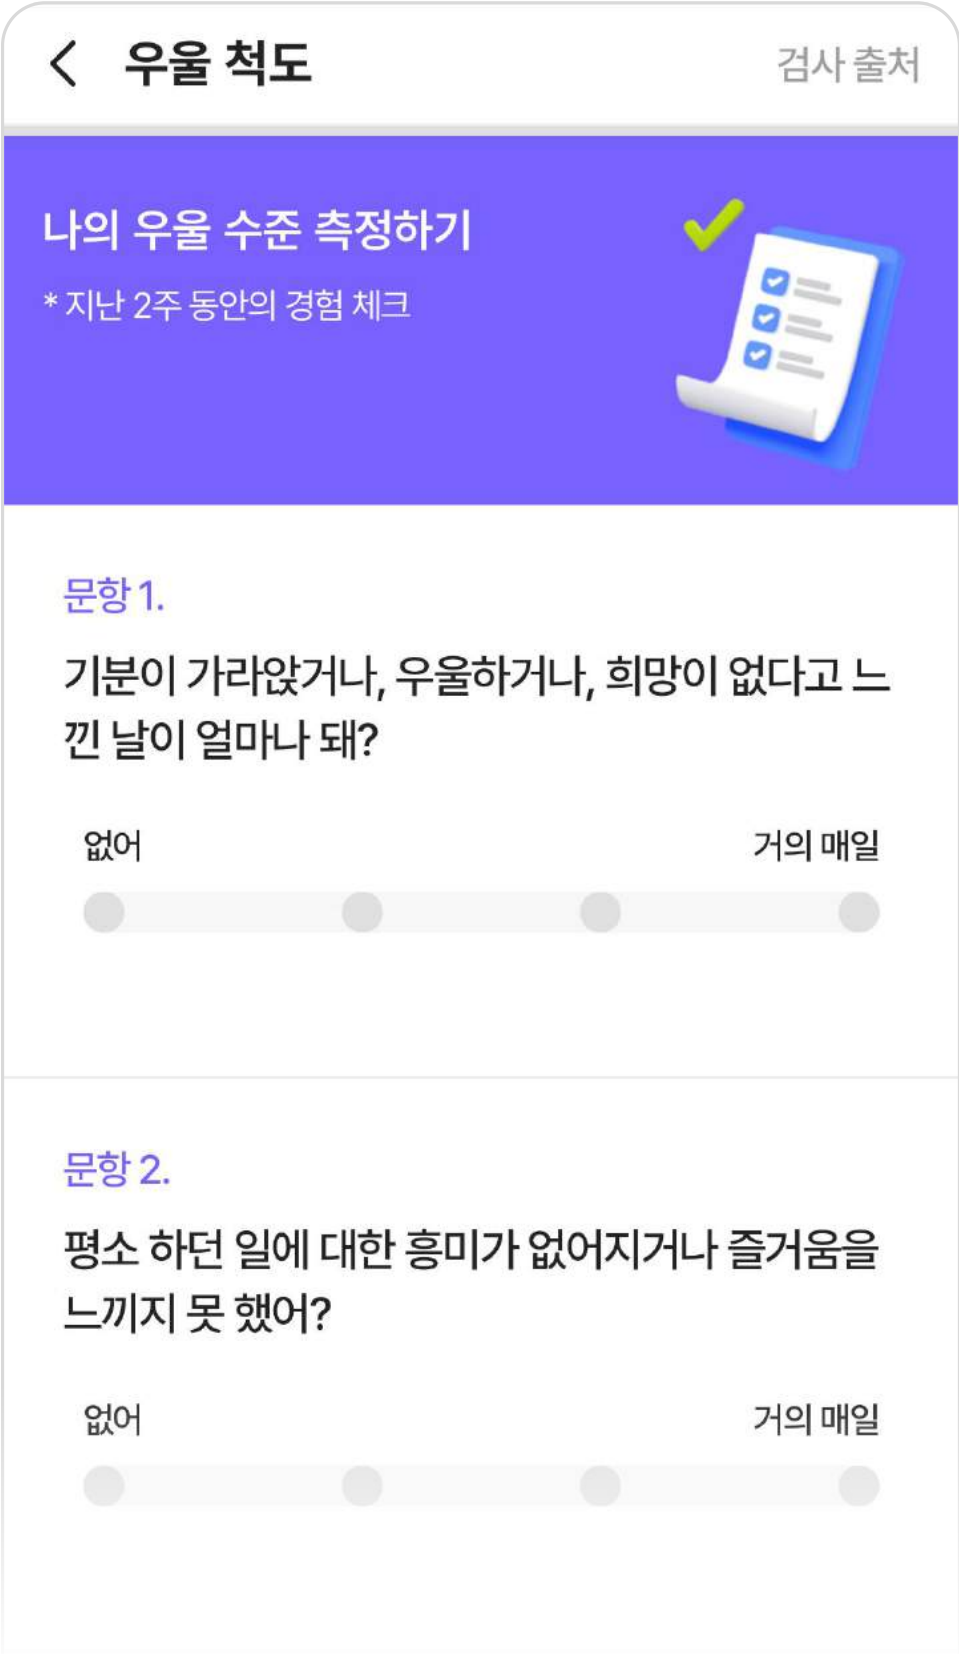 우울 척도
검사 출처
나의 우울 수준 측정하기
* 지난 2주 동안의 경험 체크
문항 1.
기분이 가라앉거나, 우울하거나, 희망이 없다고 느
낀 날이 얼마나 돼?
없어
거의 매일
문항 2.
평소 하던 일에 대한 흥미가 없어지거나 즐거움을
느끼지 못 했어?
없어
거의 매일